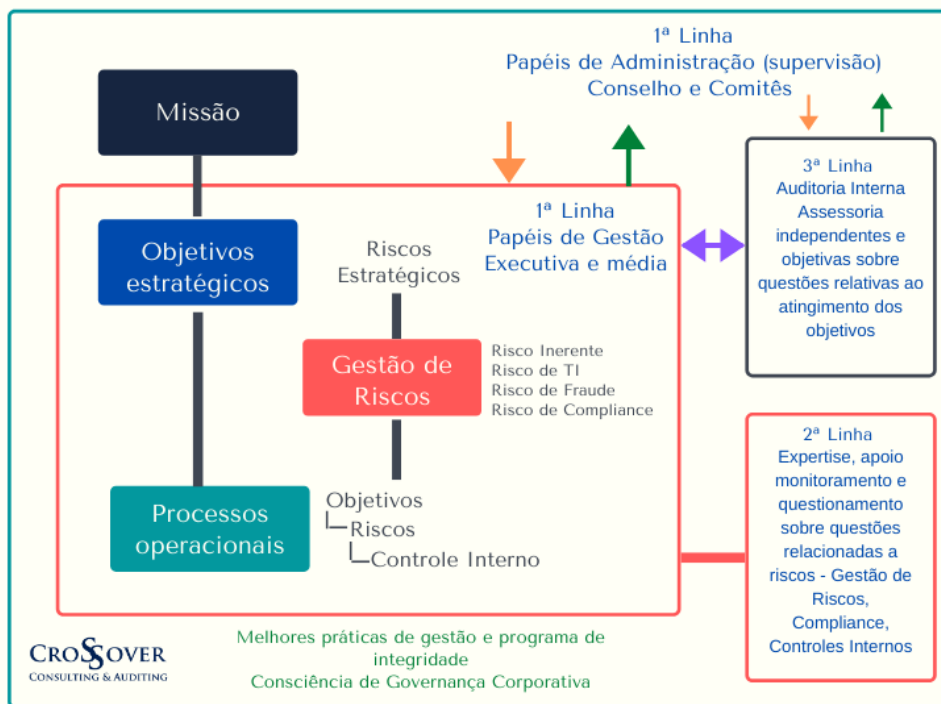 1ª Linha
Papéis de Administração (supervisão)
Conselho e Comitês
Missão
Objetivos
estratégicos
Processos
operacionais
Riscos
Estratégicos
Gestão de
Riscos
Risco Inerente
Risco de TI
Risco de Fraude
Risco de Compliance
Objetivos
Riscos
Controle Interno
1ª Linha
Papéis de Gestão
Executiva e média
3ª Linha
Auditoria Interna
Assessoria
independentes e
objetivas sobre
questões relativas ao
atingimento dos
objetivos
2ª Linha
Expertise, apoio
monitoramento e
questionamento
sobre questões
relacionadas a
riscos - Gestão de
Riscos,
Compliance,
Controles Internos
Melhores práticas de gestão e programa de
integridade
Consciência de Governança Corporativa
CROSSOVER
CONSULTING & AUDITING